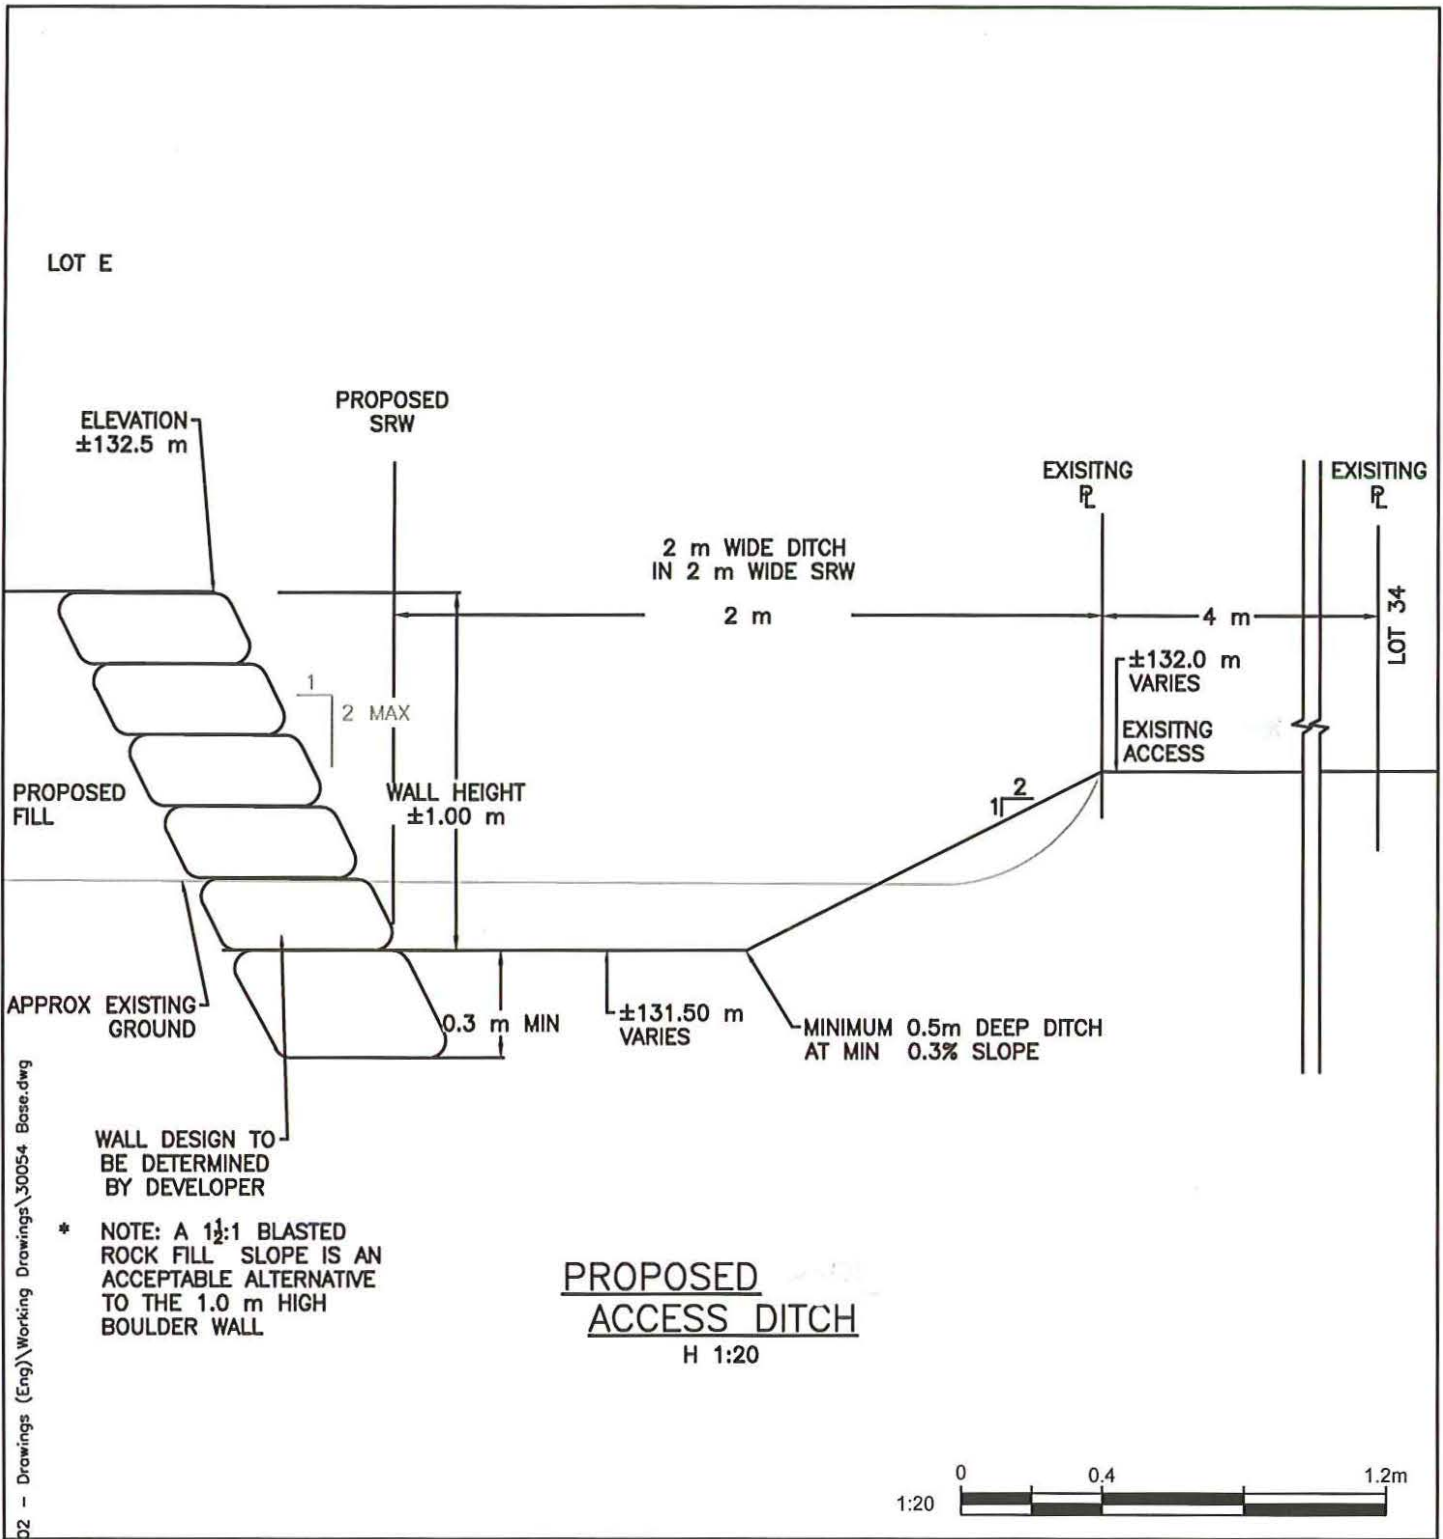 LOT E
ELEVATION
±132.5 m
PROPOSED
SRW
EXISITNG
PL
EXISITING
PL
2 m WIDE DITCH
IN 2 m WIDE SRW
2 m
4 m
LOT 34
±132.0 m
VARIES
1
2 MAX
EXISITNG
ACCESS
PROPOSED
FILL
WALL HEIGHT
±1.00 m
2
1
APPROX EXISTING
GROUND
0.3 m MIN
±131.50 m
VARIES
MINIMUM 0.5m DEEP DITCH
AT MIN 0.3% SLOPE
WALL DESIGN TO
BE DETERMINED
BY DEVELOPER
* NOTE: A 1½:1 BLASTED
ROCK FILL SLOPE IS AN
ACCEPTABLE ALTERNATIVE
TO THE 1.0 m HIGH
BOULDER WALL
PROPOSED
ACCESS DITCH
H 1:20
02 - Drawings (Eng)\Working Drawings\30054 Base.dwg
0 0.4 1.2m
1:20